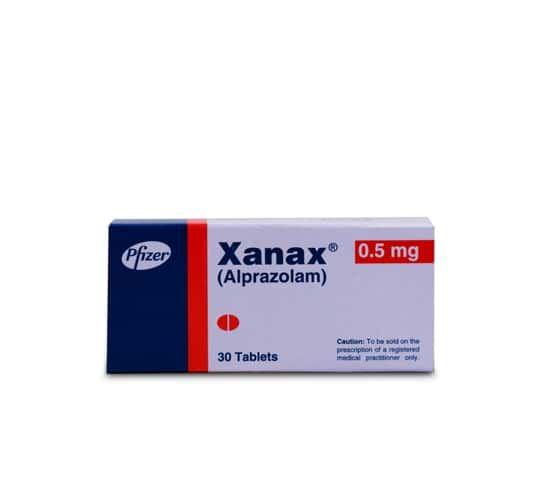 Pfizer
Xanax®
(Alprazolam)
0.5 mg
30 Tablets
Caution: To be sold on the
prescription of a registered
medical practitioner only.